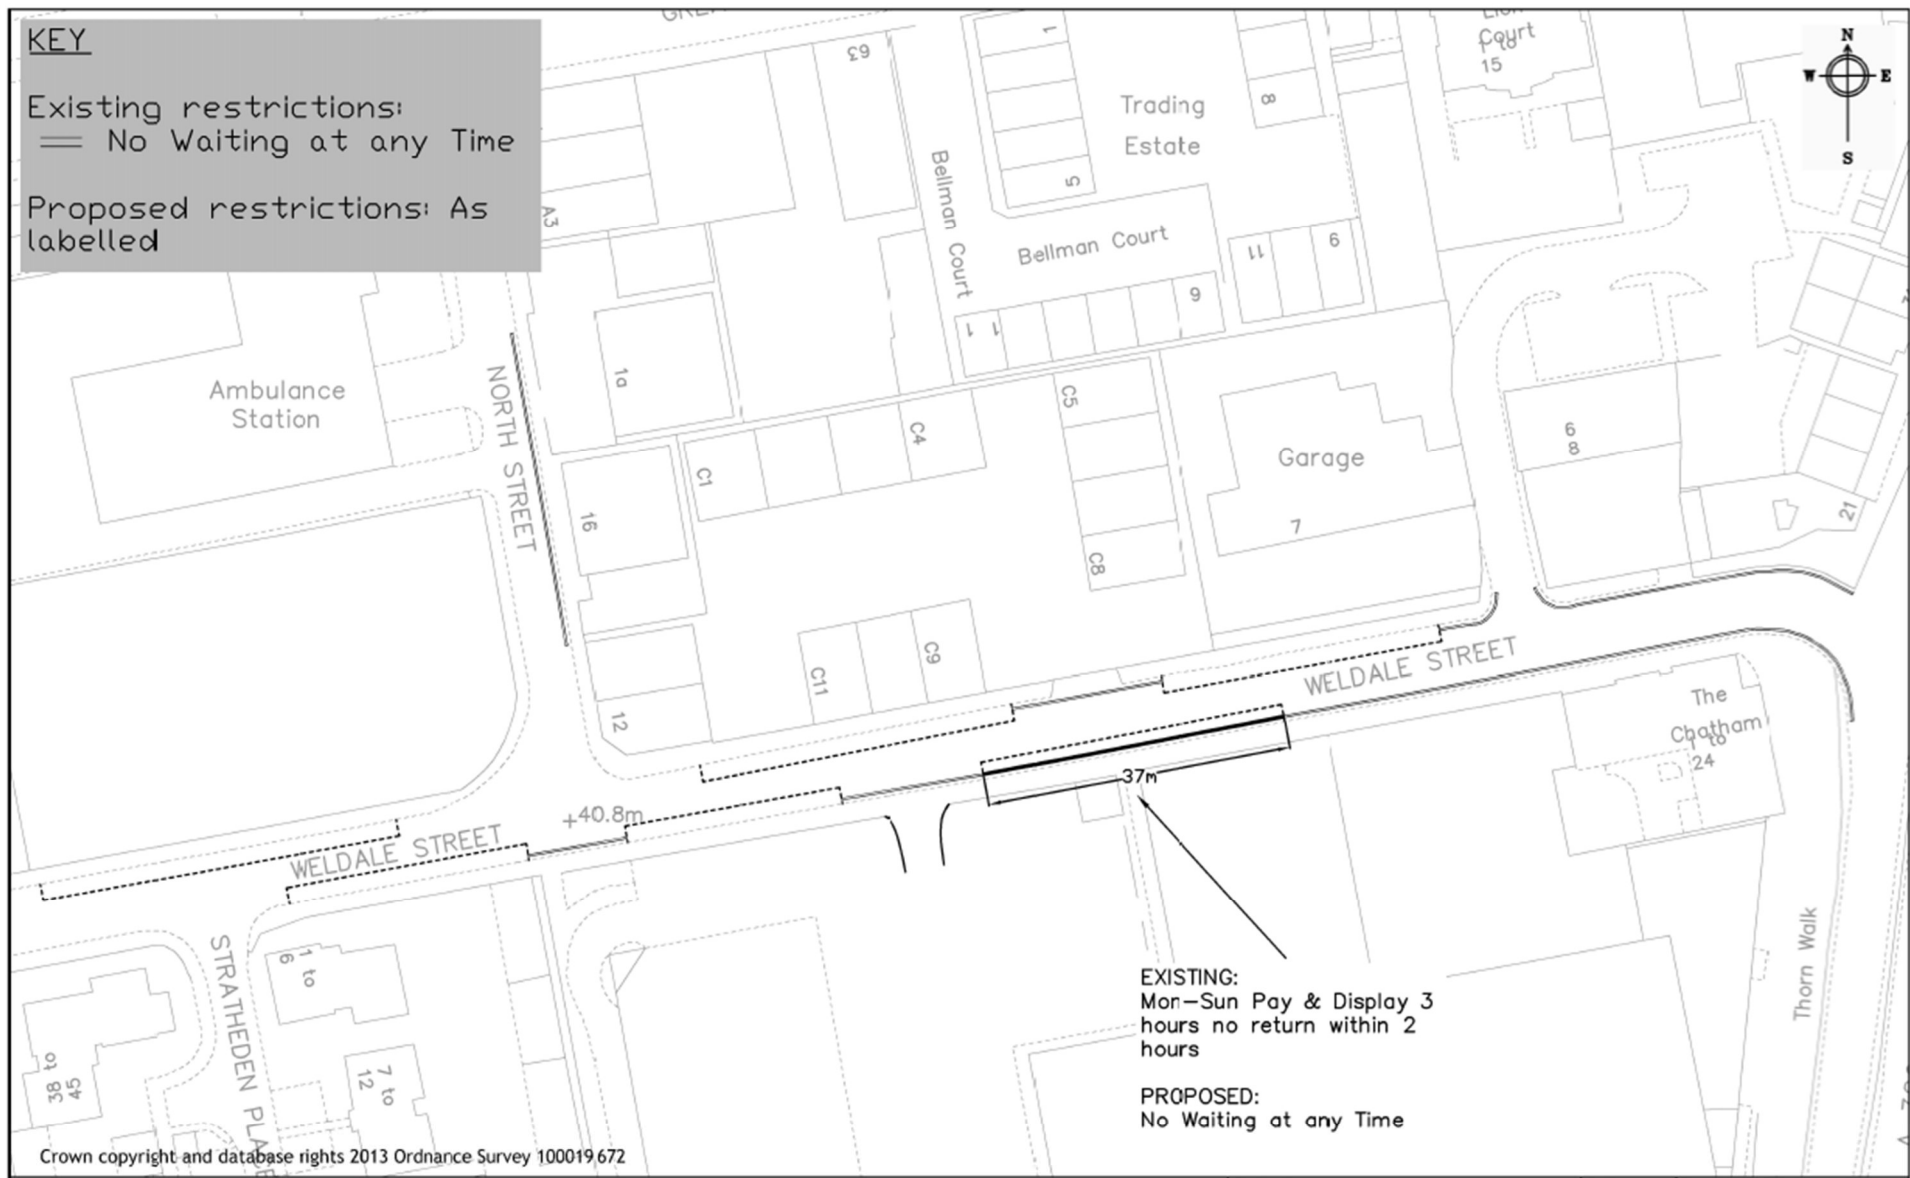 KEY
Existing restrictions:
No Waiting at any Time
Proposed restrictions: As
labelled
N
W
E
S
63
1
5
8
Court
1 to
15
Trading
Estate
A3
Bellman Court
Bellman Court
11
9
6
1
1
1a
Ambulance
Station
NORTH STREET
C1
C4
C5
C8
16
Garage
7
6
8
21
C11
C9
12
WELDALE STREET
The
Chatham
1 to
24
37m
+40.8m
WELDALE STREET
STRATHEDEN PLACE
1 to
6
7 to
12
38 to
45
Thorn Walk
EXISTING:
Mon-Sun Pay & Display 3
hours no return within 2
hours
PROPOSED:
No Waiting at any Time
Crown copyright and database rights 2013 Ordnance Survey 100019672